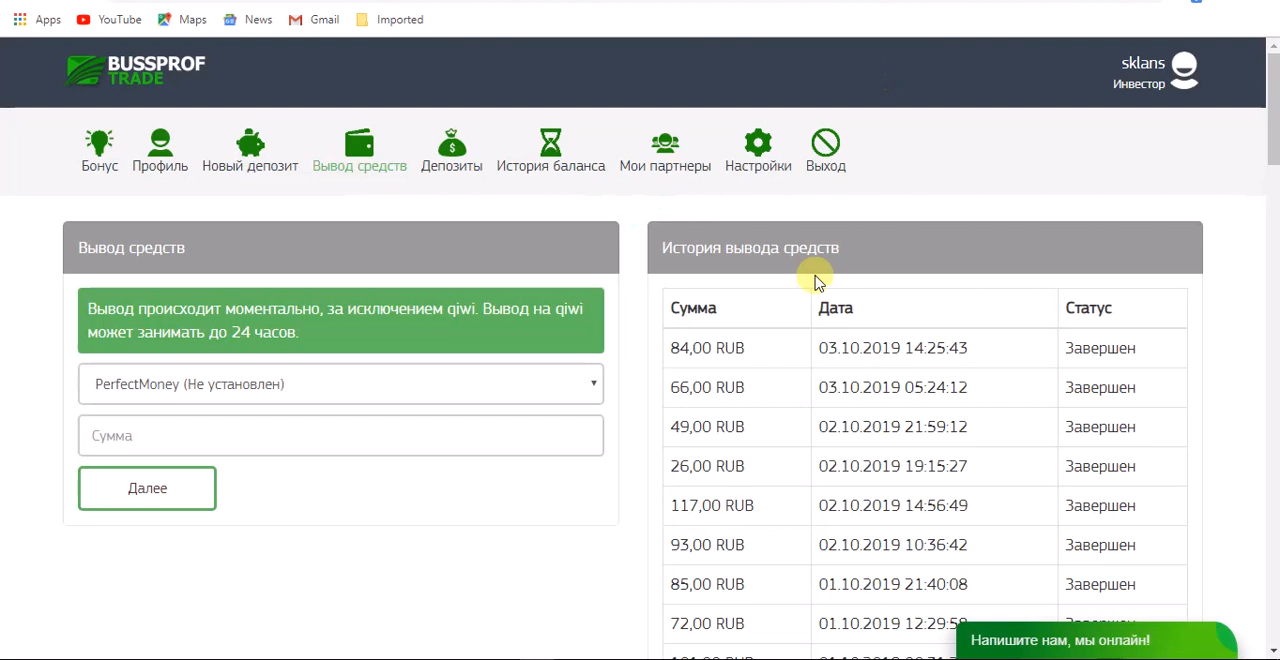 Apps YouTube Maps News Gmail Imported
BUSSPROF
TRADE
sklans
Инвестор
Бонус Профиль Новый депозит Вывод средств Депозиты История баланса Мои партнеры Настройки Выход
Вывод средств
Вывод происходит моментально, за исключением qiwi. Вывод на qiwi
может занимать до 24 часов.
PerfectMoney (Не установлен)
Сумма
Далее
История вывода средств
Сумма Дата Статус
84,00 RUB 03.10.2019 14:25:43 Завершен
66,00 RUB 03.10.2019 05:24:12 Завершен
49,00 RUB 02.10.2019 21:59:12 Завершен
26,00 RUB 02.10.2019 19:15:27 Завершен
117,00 RUB 02.10.2019 14:56:49 Завершен
93,00 RUB 02.10.2019 10:36:42 Завершен
85,00 RUB 01.10.2019 21:40:08 Завершен
72,00 RUB 01.10.2019
Напишите нам, мы онлайн!